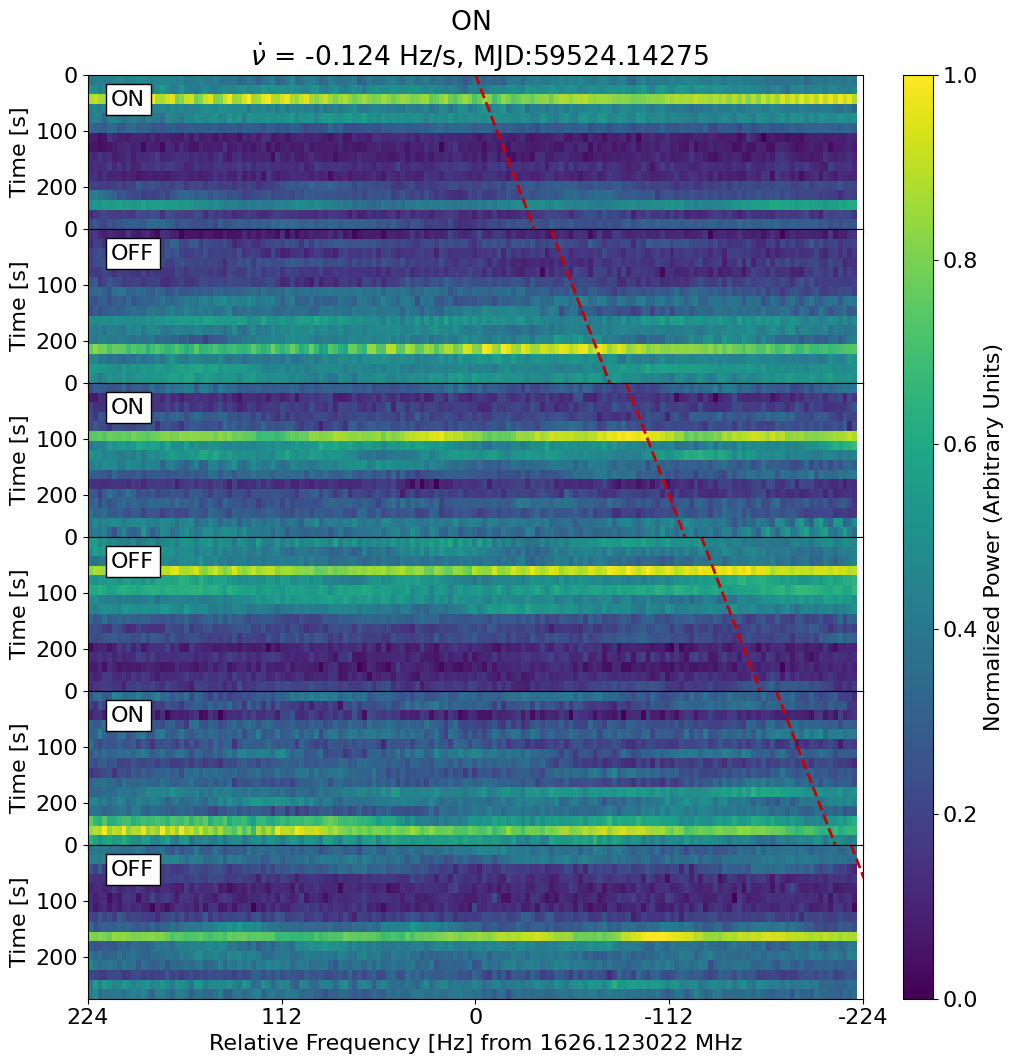 ON
ν̇ = -0.124 Hz/s, MJD:59524.14275
0
ON
100
Time [s]
200
0
OFF
100
Time [s]
200
0
ON
100
Time [s]
200
0
OFF
100
Time [s]
200
0
ON
100
Time [s]
200
0
OFF
100
Time [s]
200
224 112 0 -112 -224
Relative Frequency [Hz] from 1626.123022 MHz
1.0
0.8
0.6
0.4
0.2
0.0
Normalized Power (Arbitrary Units)